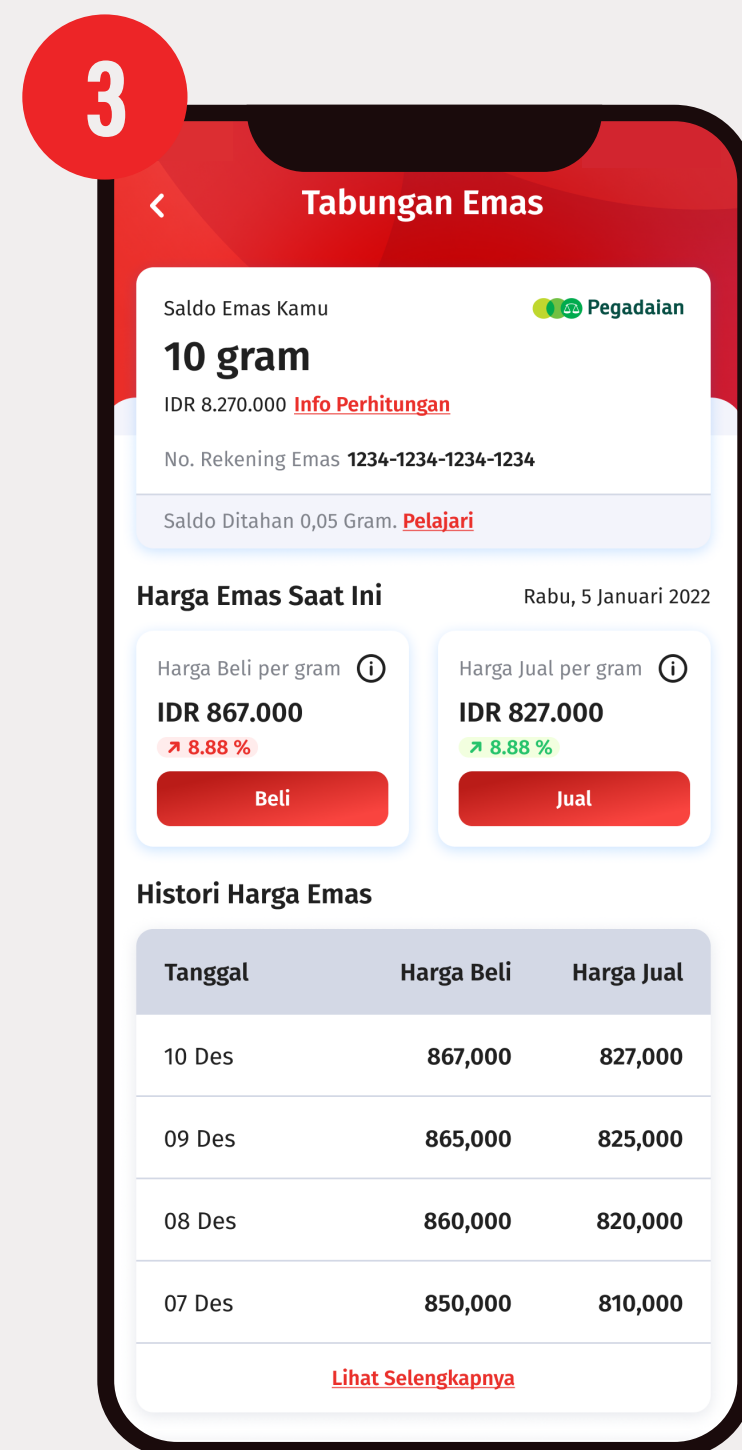 3
Tabungan Emas
Saldo Emas Kamu
Pegadaian
10 gram
IDR 8.270.000 Info Perhitungan
No. Rekening Emas 1234-1234-1234-1234
Saldo Ditahan 0,05 Gram. Pelajari
Harga Emas Saat Ini
Rabu, 5 Januari 2022
Harga Beli per gram
IDR 867.000
8.88 %
Beli
Harga Jual per gram
IDR 827.000
8.88 %
Jual
Histori Harga Emas
Tanggal Harga Beli Harga Jual
10 Des 867,000 827,000
09 Des 865,000 825,000
08 Des 860,000 820,000
07 Des 850,000 810,000
Lihat Selengkapnya